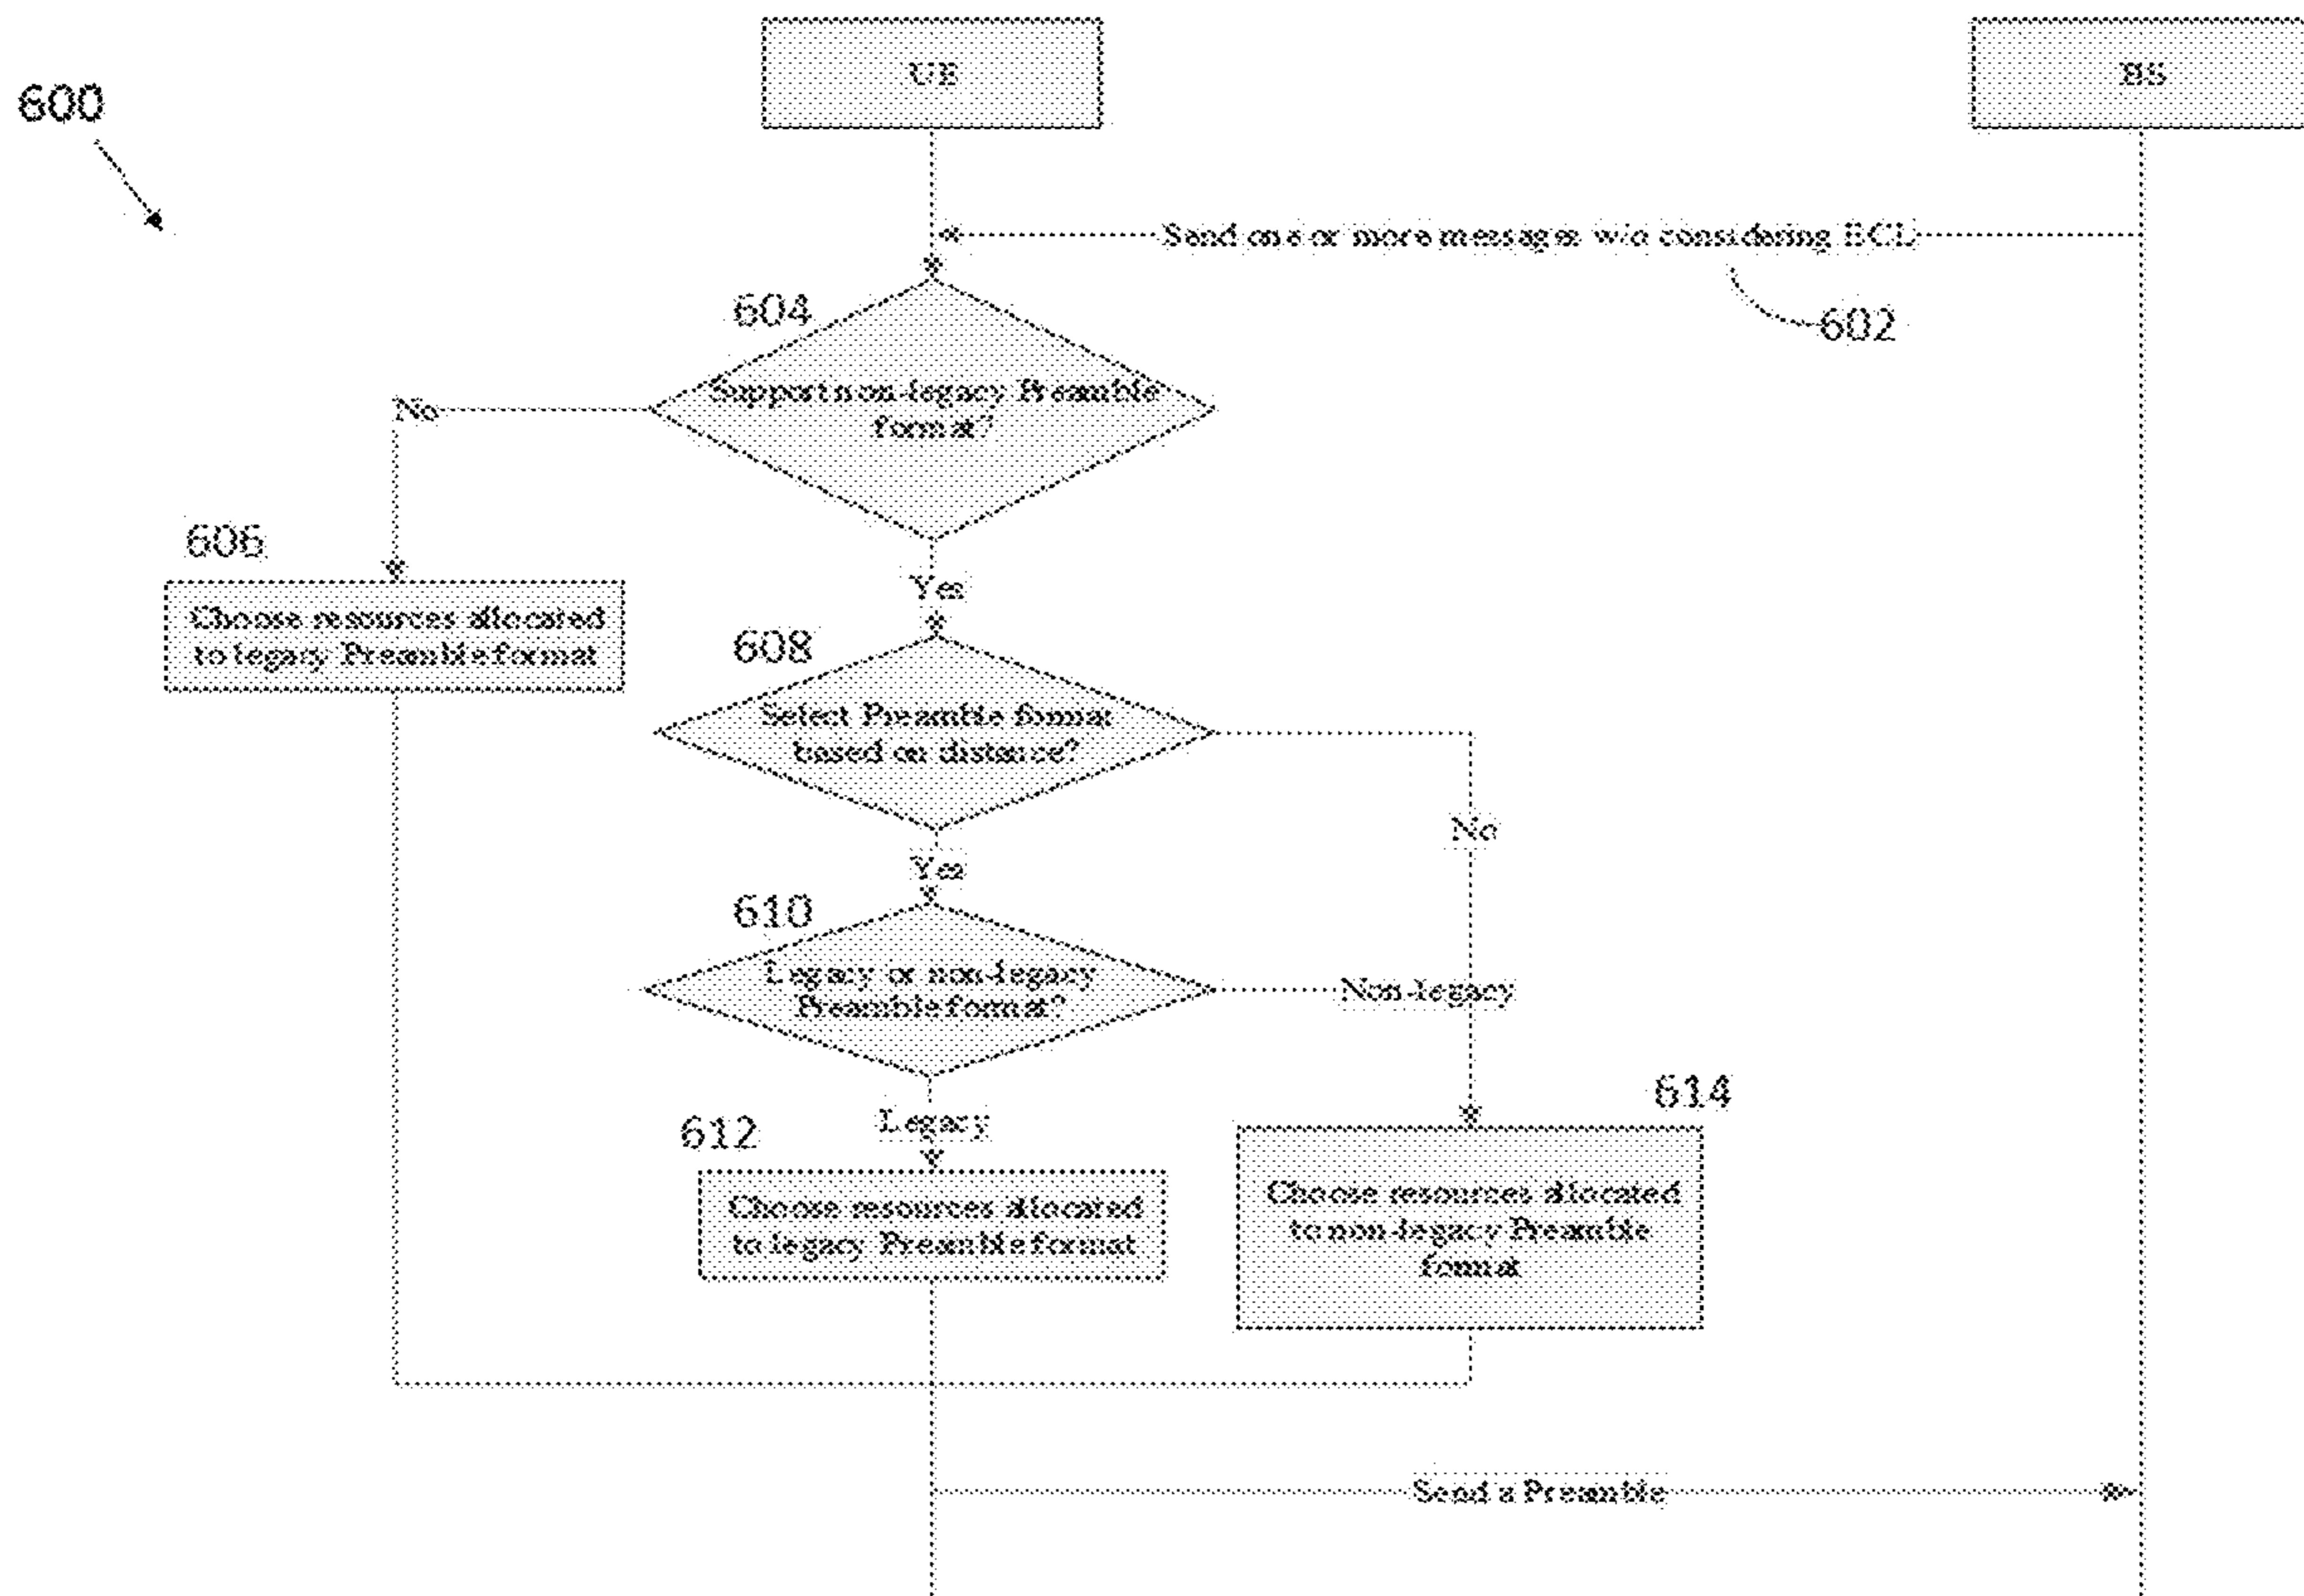 UE
BS
600
Send one or more messages w/o considering ECL
602
604
Support non-legacy Preamble
format?
No
606
Choose resources allocated
to legacy Preamble format
Yes
608
Select Preamble format
based on distance?
No
Yes
610
Legacy or non-legacy
Preamble format?
Non-legacy
Legacy
612
614
Choose resources allocated
to legacy Preamble format
Choose resources allocated
to non-legacy Preamble
format
Send a Preamble